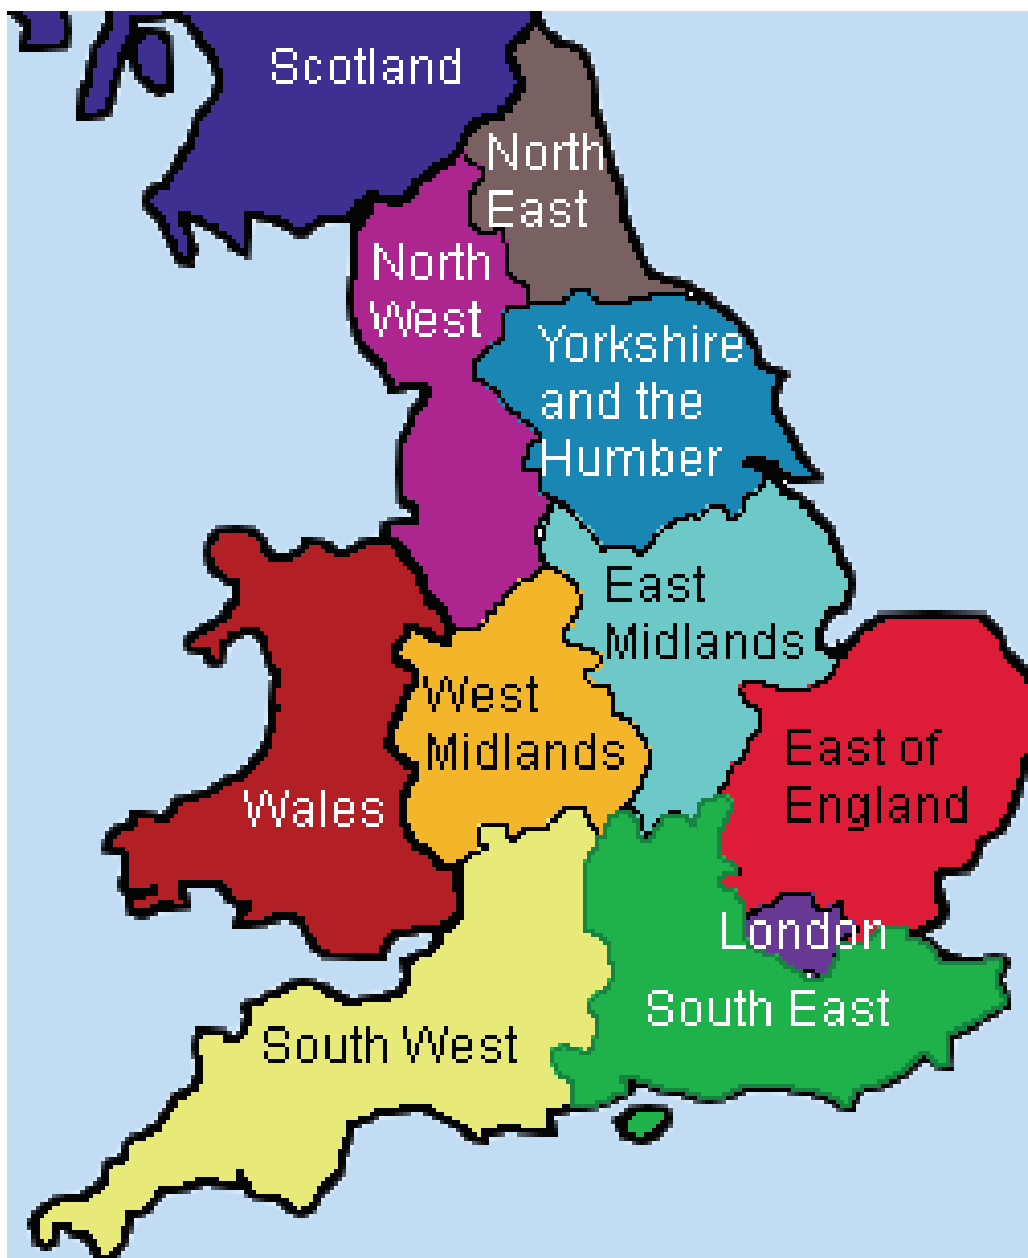 Scotland
North
East
North
West
Yorkshire
and the
Humber
East
Midlands
West
Midlands
East of
England
Wales
London
South East
South West